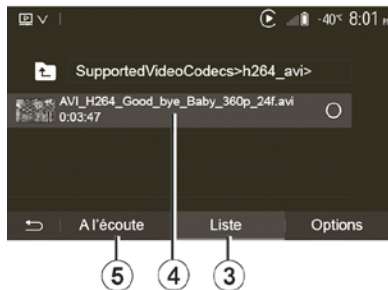 -40°c 8:01
SupportedVideoCodecs>h264_avi>
AVI_H264_Good_bye_Baby_360p_24f.avi
0:03:47
A l'écoute Liste Options
5 4 3